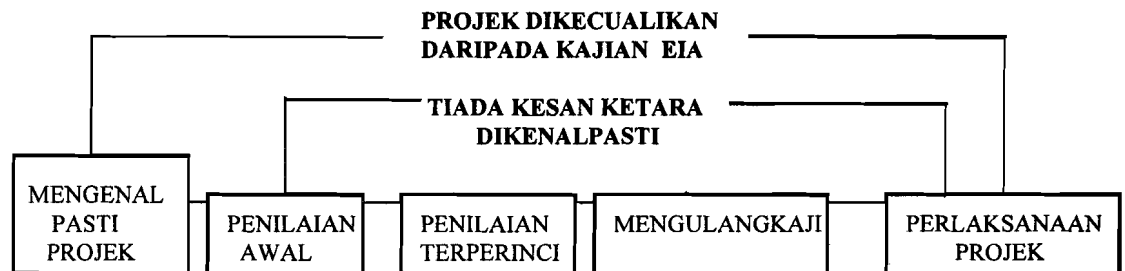 PROJEK DIKECUALIKAN
DARIPADA KAJIAN EIA
TIADA KESAN KETARA
DIKENALPASTI
MENGENAL
PASTI
PROJEK
PENILAIAN
AWAL
PENILAIAN
TERPERINCI
MENGULANGKAJI
PERLAKSANAAN
PROJEK